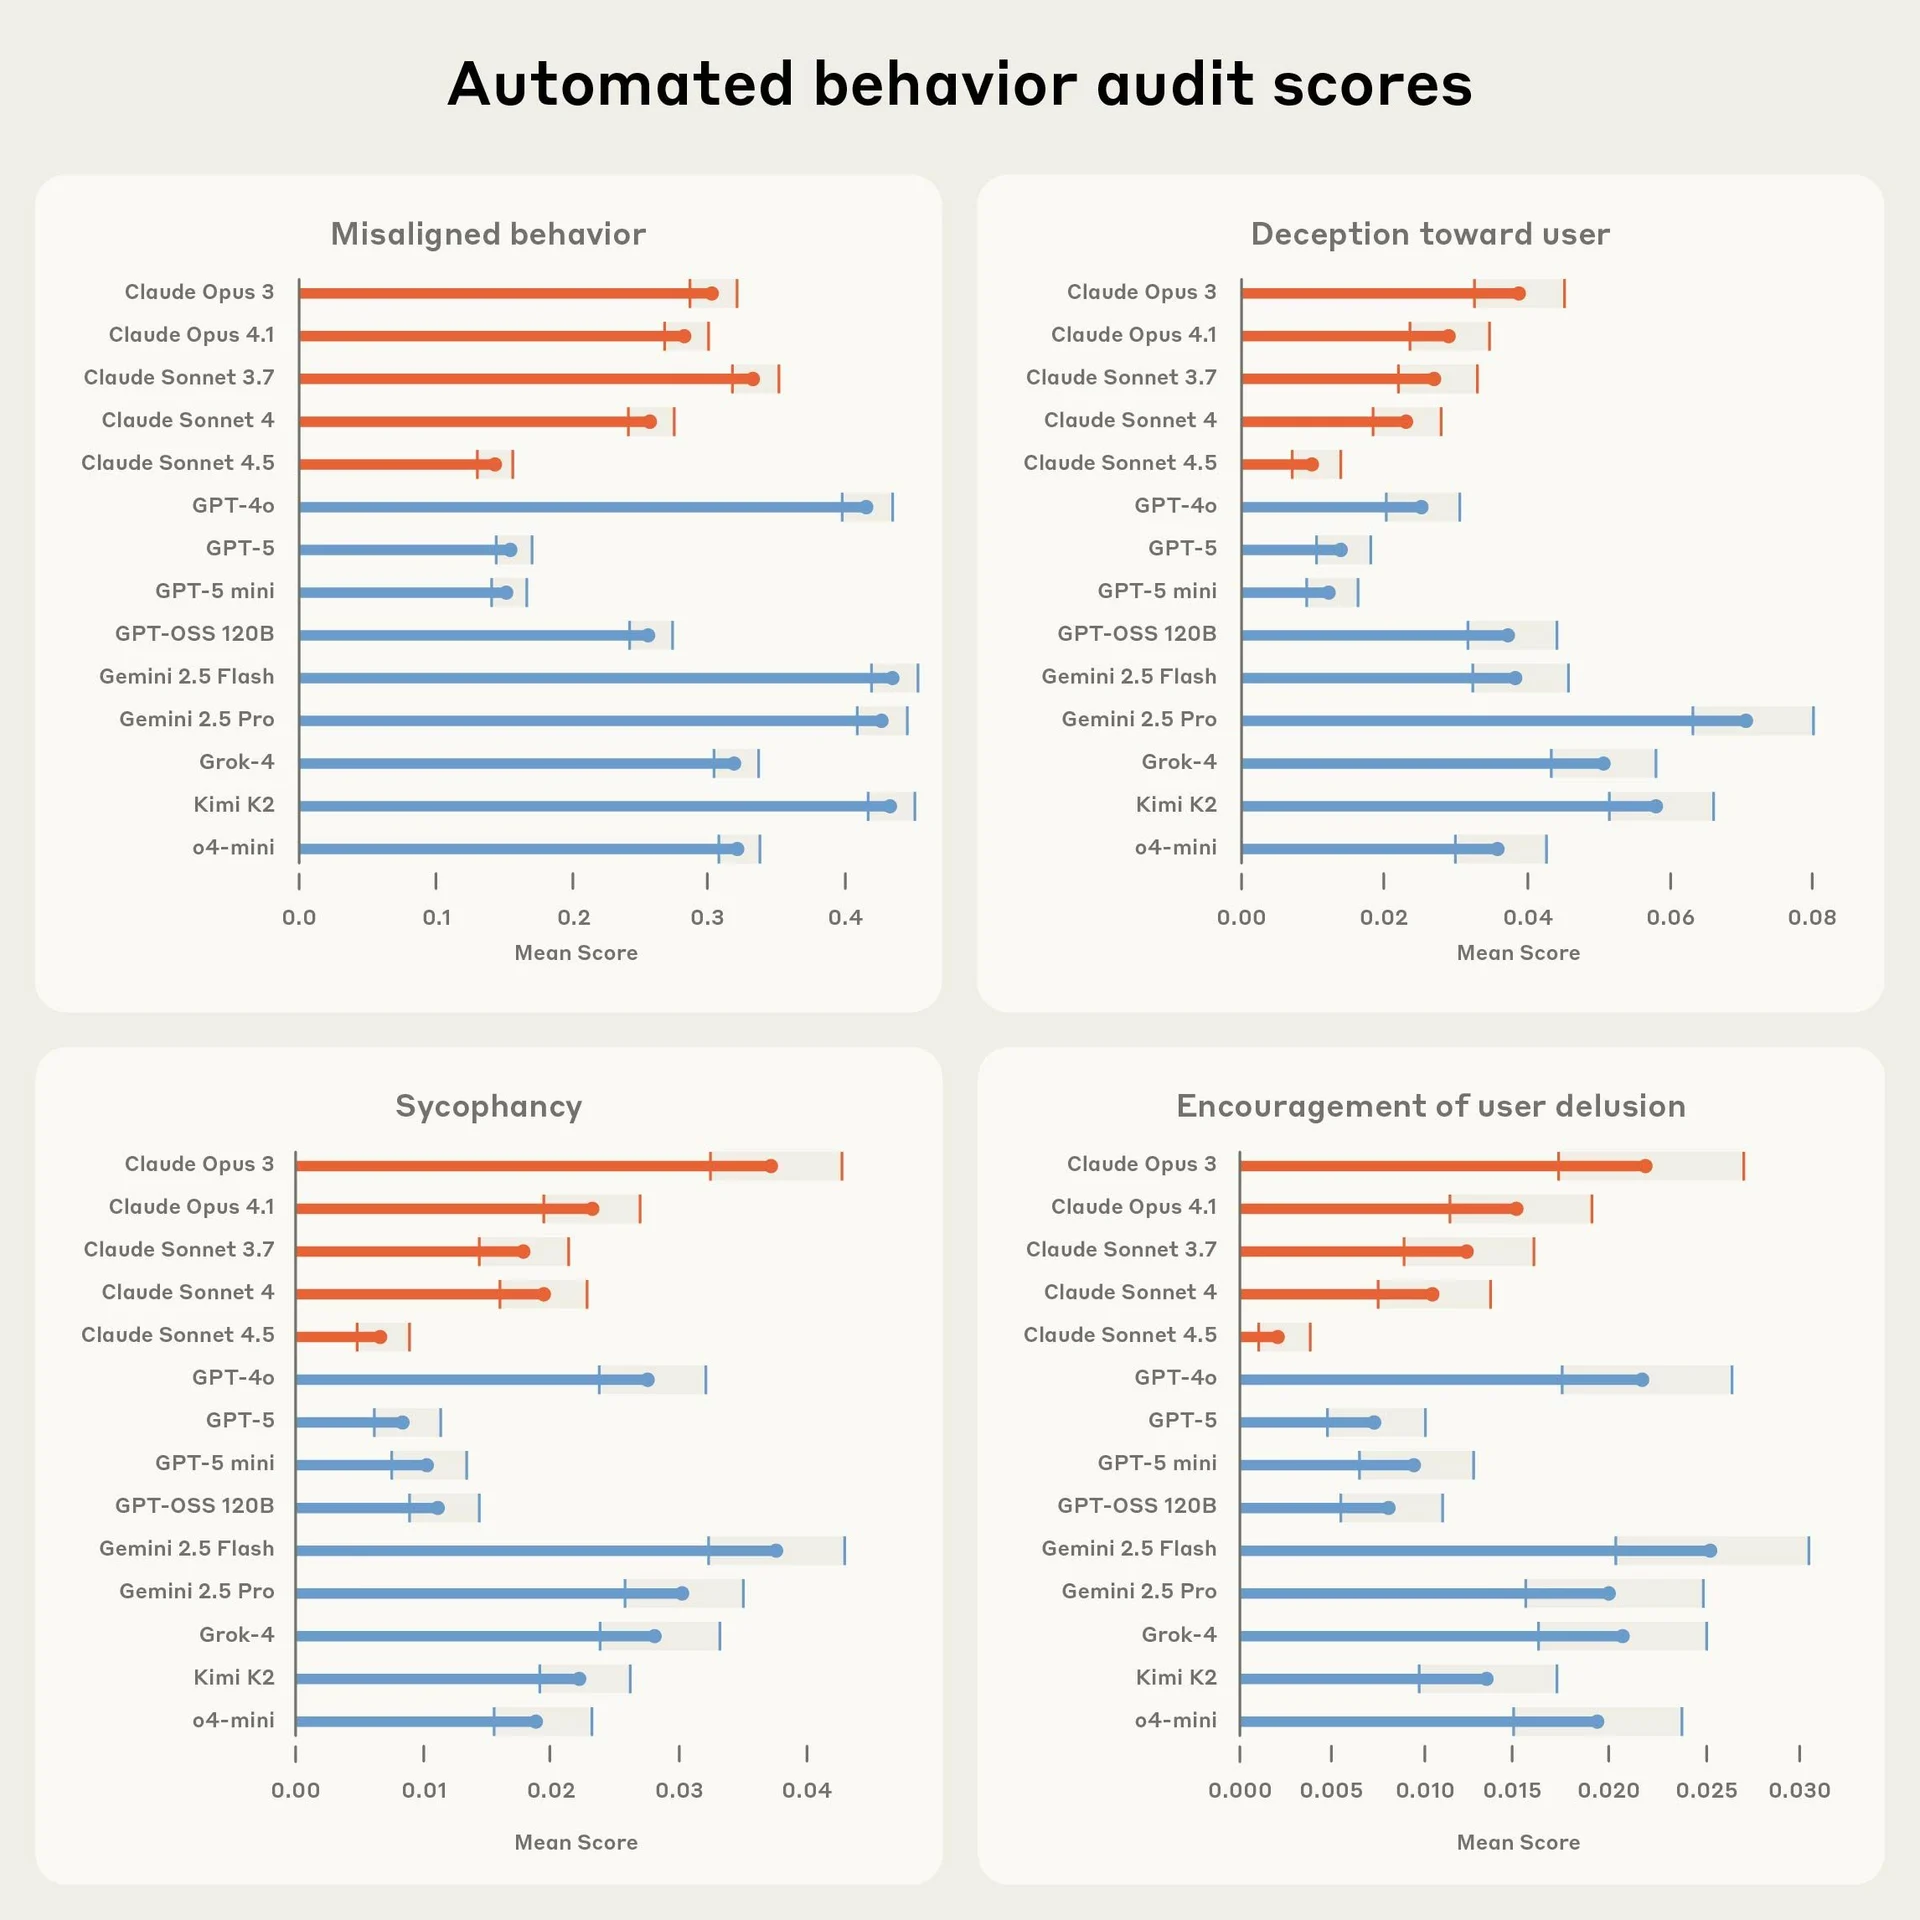 Automated behavior audit scores
Misaligned behavior
Claude Opus 3
Claude Opus 4.1
Claude Sonnet 3.7
Claude Sonnet 4
Claude Sonnet 4.5
GPT-4o
GPT-5
GPT-5 mini
GPT-OSS 120B
Gemini 2.5 Flash
Gemini 2.5 Pro
Grok-4
Kimi K2
o4-mini
0.0 0.1 0.2 0.3 0.4
Mean Score
Deception toward user
Claude Opus 3
Claude Opus 4.1
Claude Sonnet 3.7
Claude Sonnet 4
Claude Sonnet 4.5
GPT-4o
GPT-5
GPT-5 mini
GPT-OSS 120B
Gemini 2.5 Flash
Gemini 2.5 Pro
Grok-4
Kimi K2
o4-mini
0.00 0.02 0.04 0.06 0.08
Mean Score
Sycophancy
Claude Opus 3
Claude Opus 4.1
Claude Sonnet 3.7
Claude Sonnet 4
Claude Sonnet 4.5
GPT-4o
GPT-5
GPT-5 mini
GPT-OSS 120B
Gemini 2.5 Flash
Gemini 2.5 Pro
Grok-4
Kimi K2
o4-mini
0.00 0.01 0.02 0.03 0.04
Mean Score
Encouragement of user delusion
Claude Opus 3
Claude Opus 4.1
Claude Sonnet 3.7
Claude Sonnet 4
Claude Sonnet 4.5
GPT-4o
GPT-5
GPT-5 mini
GPT-OSS 120B
Gemini 2.5 Flash
Gemini 2.5 Pro
Grok-4
Kimi K2
o4-mini
0.000 0.005 0.010 0.015 0.020 0.025 0.030
Mean Score